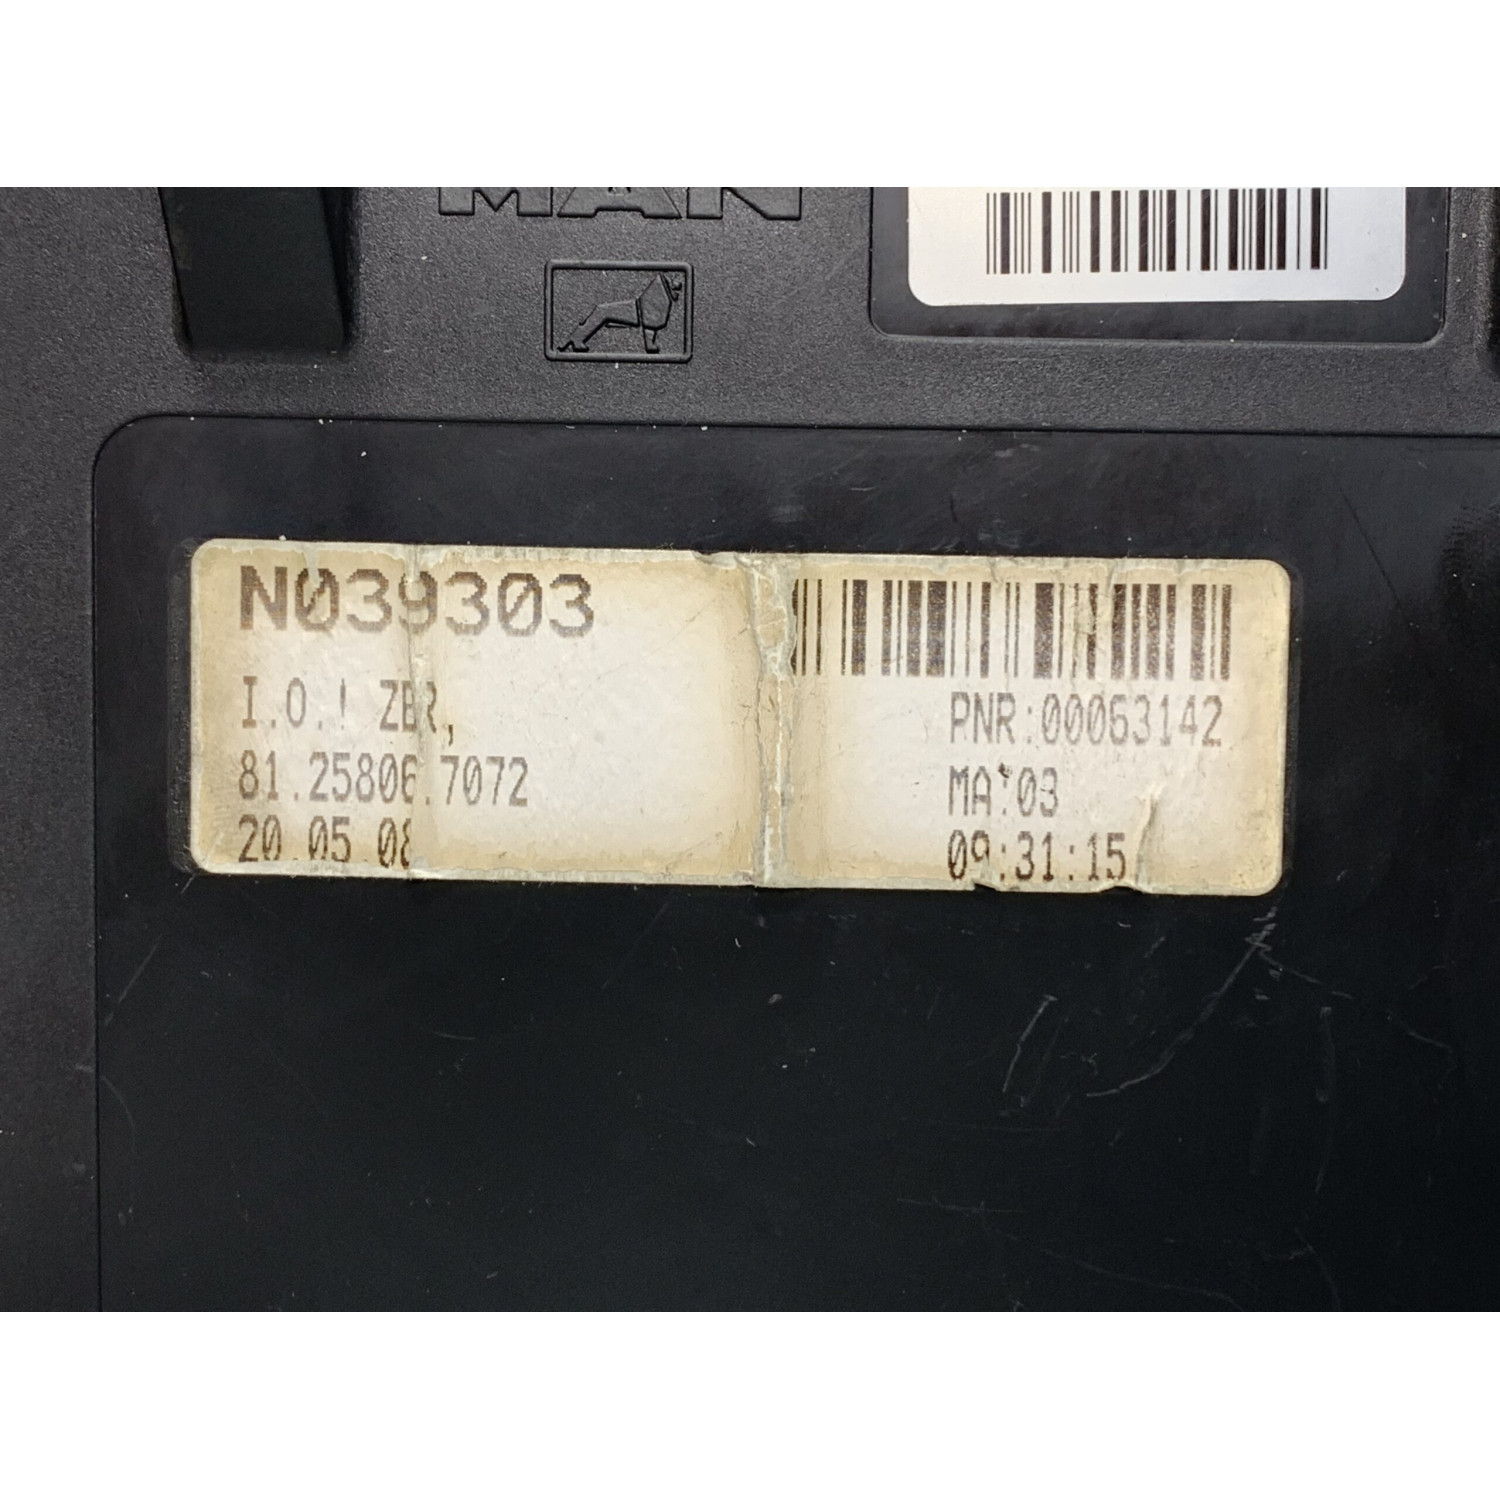 MAN
N039303
I.O.! ZBR,
81.25806.7072
20.05.08
PNR:00063142
MA:03
09:31:15